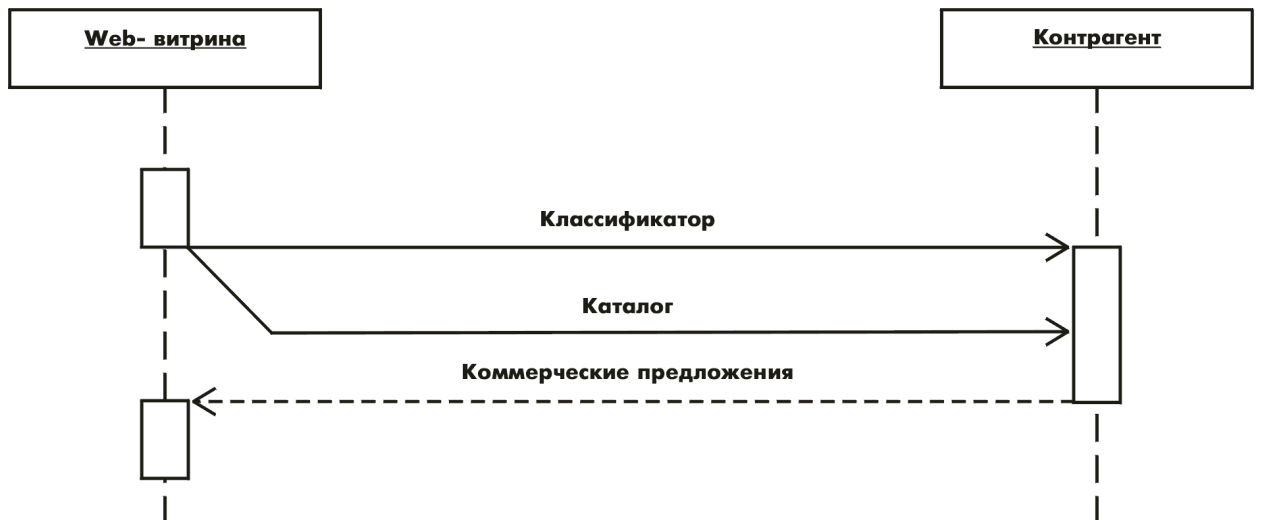 Web- витрина
Контрагент
Классификатор
Каталог
Коммерческие предложения